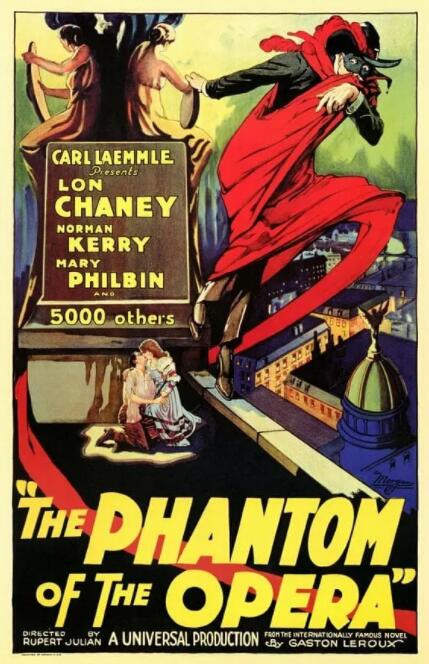 CARL LAEMMLE
Presents
LON
CHANEY
NORMAN
KERRY
MARY
PHILBIN
AND
5000 others
Morgan
"THE PHANTOM
OF THE OPERA"
DIRECTED BY
RUPERT JULIAN
A UNIVERSAL PRODUCTION
FROM THE INTERNATIONALLY FAMOUS NOVEL
By GASTON LEROUX